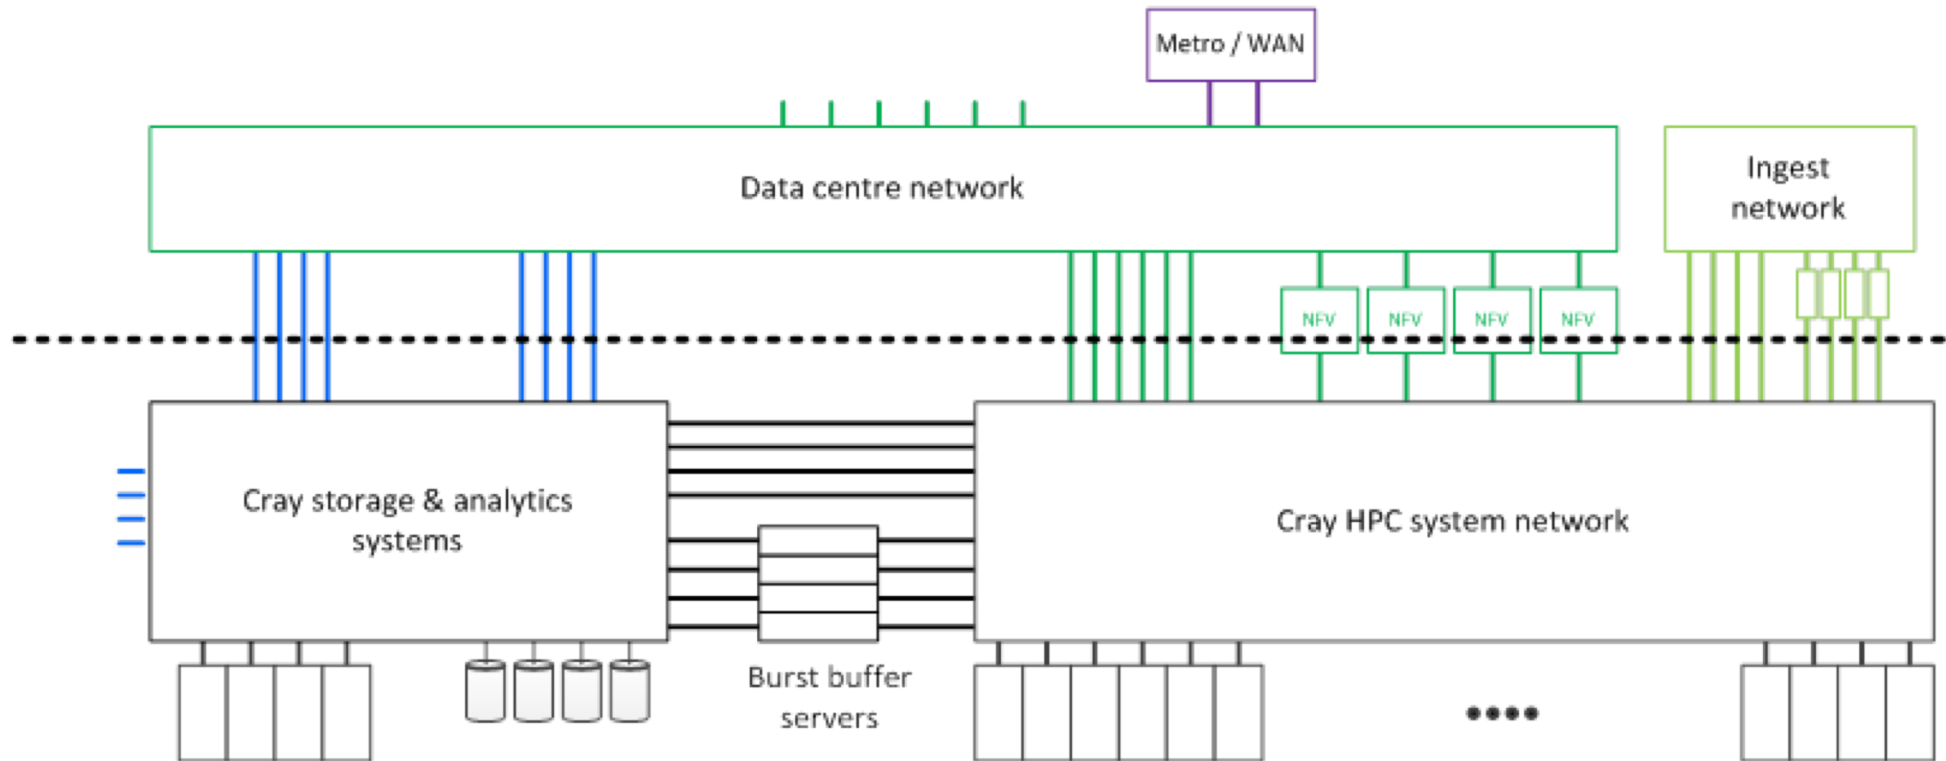 Metro / WAN
Data centre network
Ingest
network
NFV
NFV
NFV
NFV
Cray storage & analytics
systems
Cray HPC system network
Burst buffer
servers